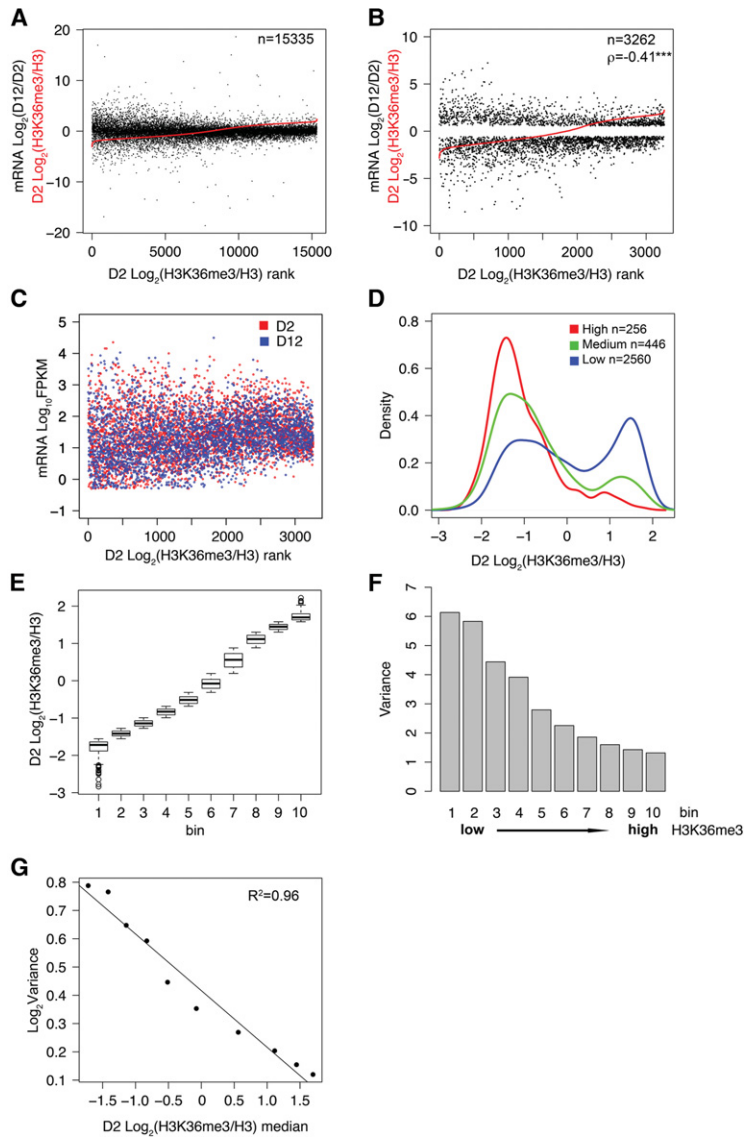 A
n=15335
mRNA Log2(D12/D2)
D2 Log2(H3K36me3/H3)
20
10
0
−10
−20
0 5000 10000 15000
D2 Log2(H3K36me3/H3) rank
B
n=3262
ρ=-0.41***
mRNA Log2(D12/D2)
D2 Log2(H3K36me3/H3)
10
5
0
−5
−10
0 1000 2000 3000
D2 Log2(H3K36me3/H3) rank
C
D2
D12
mRNA Log10FPKM
5
4
3
2
1
0
−1
0 500 1000 2000 3000
D2 Log2(H3K36me3/H3) rank
D
High n=256
Medium n=446
Low n=2560
Density
0.8
0.6
0.4
0.2
0.0
−3 −2 −1 0 1 2
D2 Log2(H3K36me3/H3)
E
D2 Log2(H3K36me3/H3)
2
1
0
−1
−2
−3
1 2 3 4 5 6 7 8 9 10
bin
F
Variance
7
6
5
4
3
2
1
0
1 2 3 4 5 6 7 8 9 10 bin
low high H3K36me3
G
R2=0.96
Log2Variance
0.8
0.7
0.6
0.5
0.4
0.3
0.2
0.1
−1.5 −1.0 −0.5 0 0.5 1.0 1.5
D2 Log2(H3K36me3/H3) median